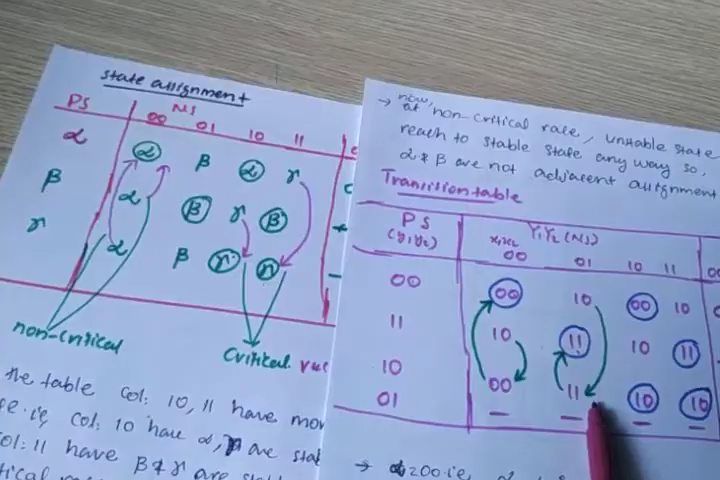 state assignment
PS
NS
00 01 10 11
α α β α γ
β α β γ β
γ α β γ γ
non-critical
critical
the table col: 10, 11 have
col: 10 have α, γ are
col: 11 have β & γ are
→ now, at non-critical race, unstable state
reach to stable state any way so,
α & β are not adjacent assignment
Transition table
PS Y₁Y₂(NS)
(y₁y₂) x₁x₂ 00 01 10 11
00 00 10 00 10
11 10 11 10 11
10 00 11 10 10
01 — — — —